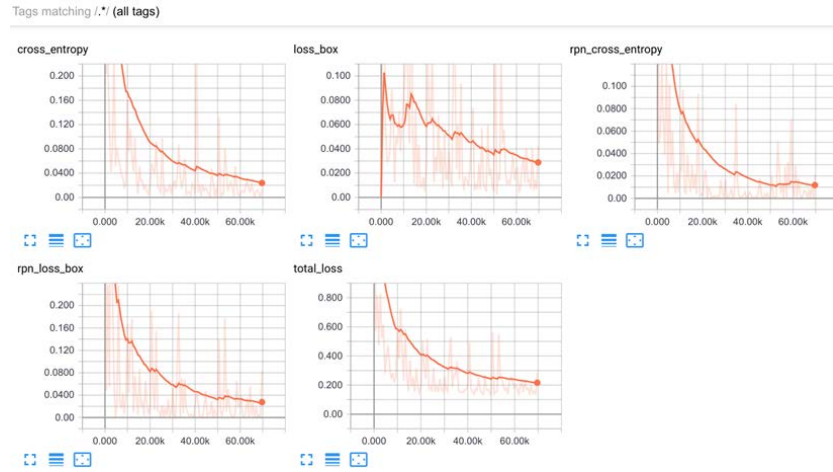 Tags matching /.*/ (all tags)
cross_entropy
0.200
0.160
0.120
0.0800
0.0400
0.00
0.000 20.00k 40.00k 60.00k
loss_box
0.100
0.0800
0.0600
0.0400
0.0200
0.00
0.000 20.00k 40.00k 60.00k
rpn_cross_entropy
0.100
0.0800
0.0600
0.0400
0.0200
0.00
0.000 20.00k 40.00k 60.00k
rpn_loss_box
0.200
0.160
0.120
0.0800
0.0400
0.00
0.000 20.00k 40.00k 60.00k
total_loss
0.800
0.600
0.400
0.200
0.00
0.000 20.00k 40.00k 60.00k